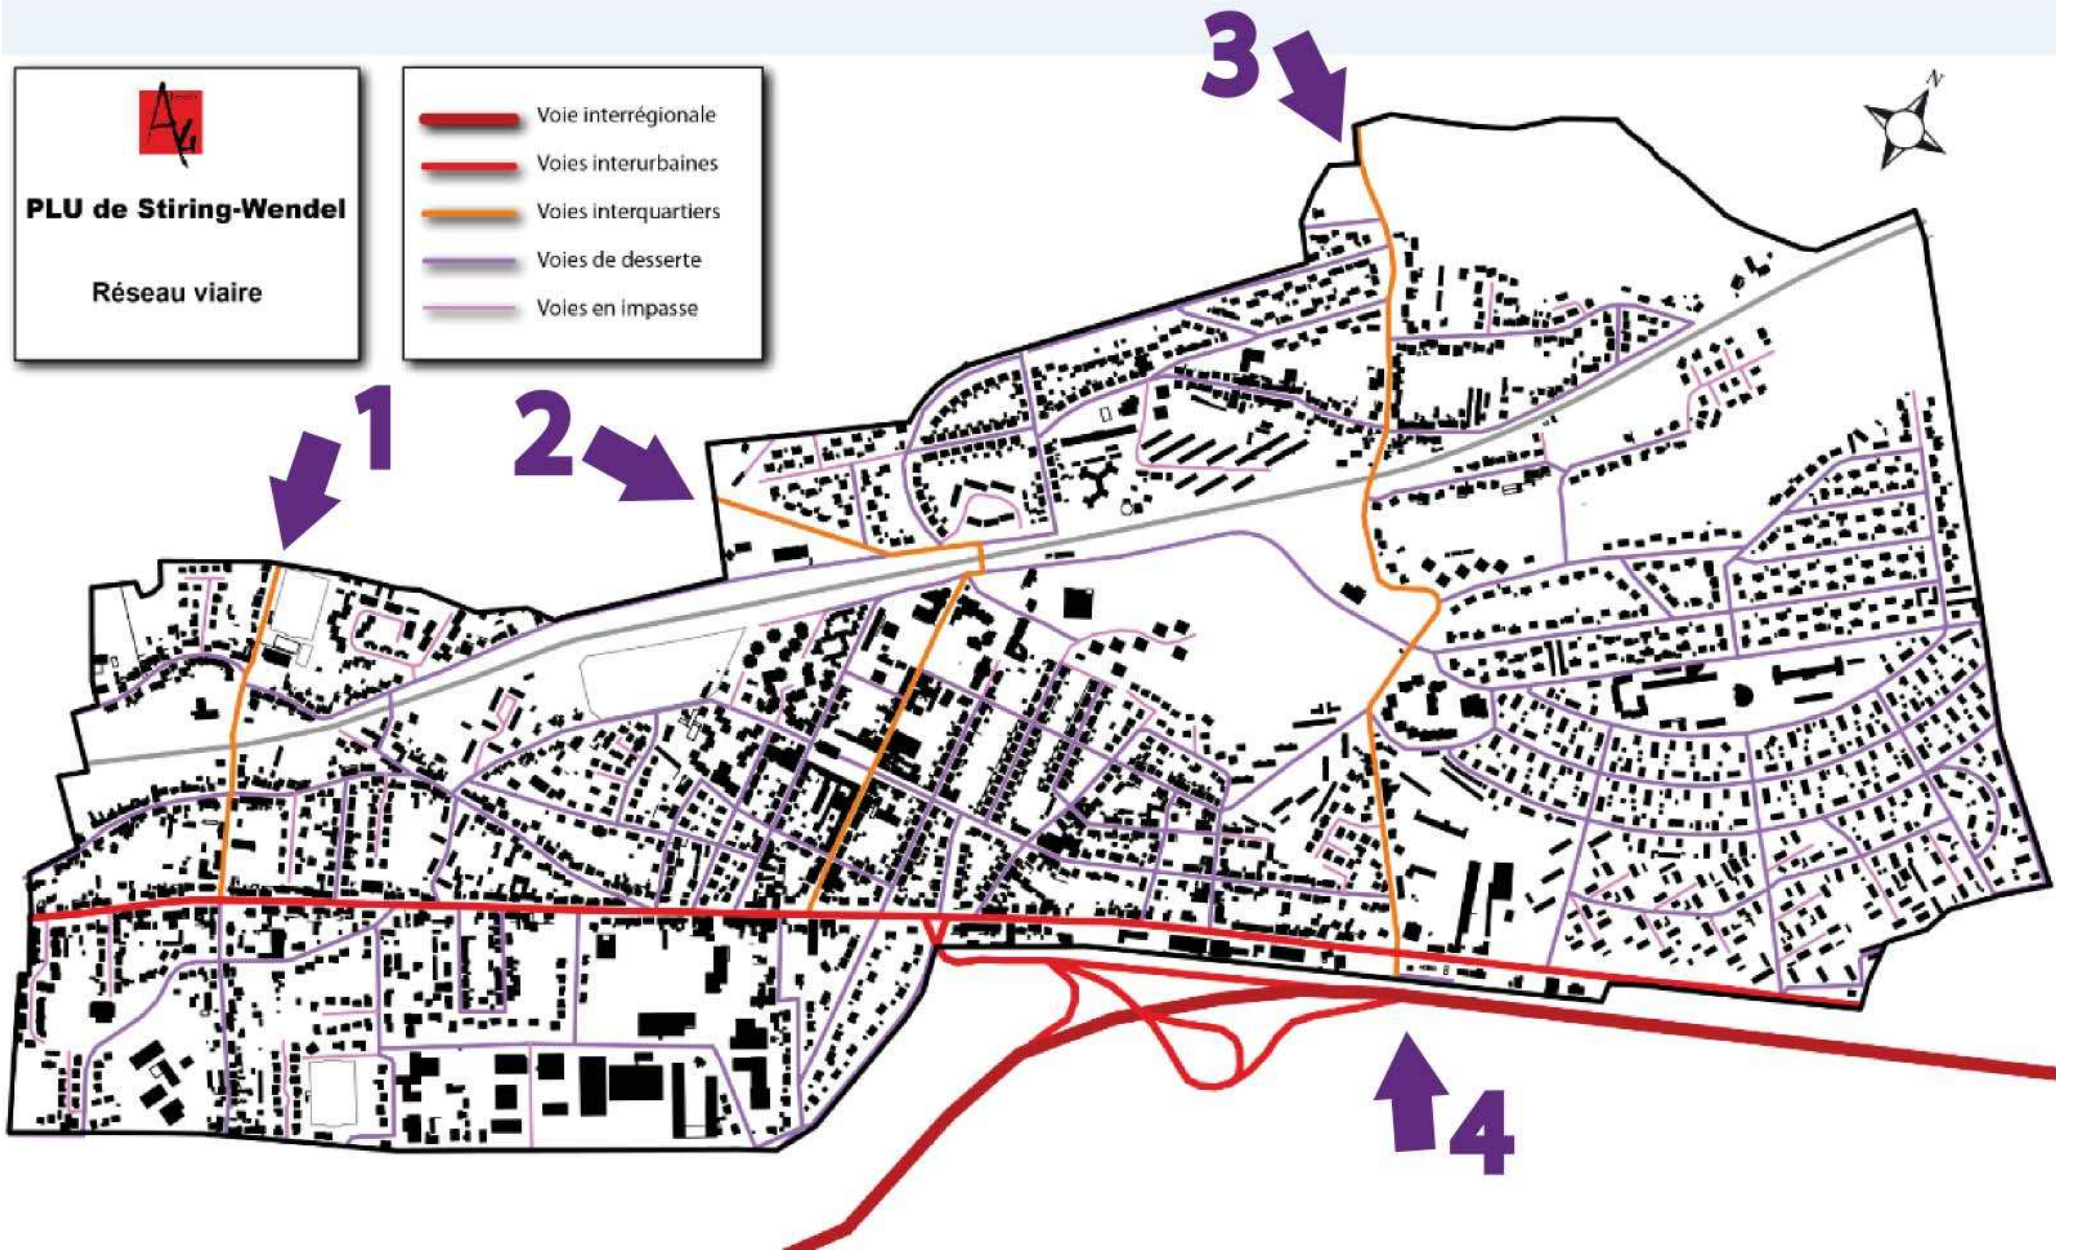 3
N
PLU de Stiring-Wendel
Réseau viaire
Voie interrégionale
Voies interurbaines
Voies interquartiers
Voies de desserte
Voies en impasse
1
2
4